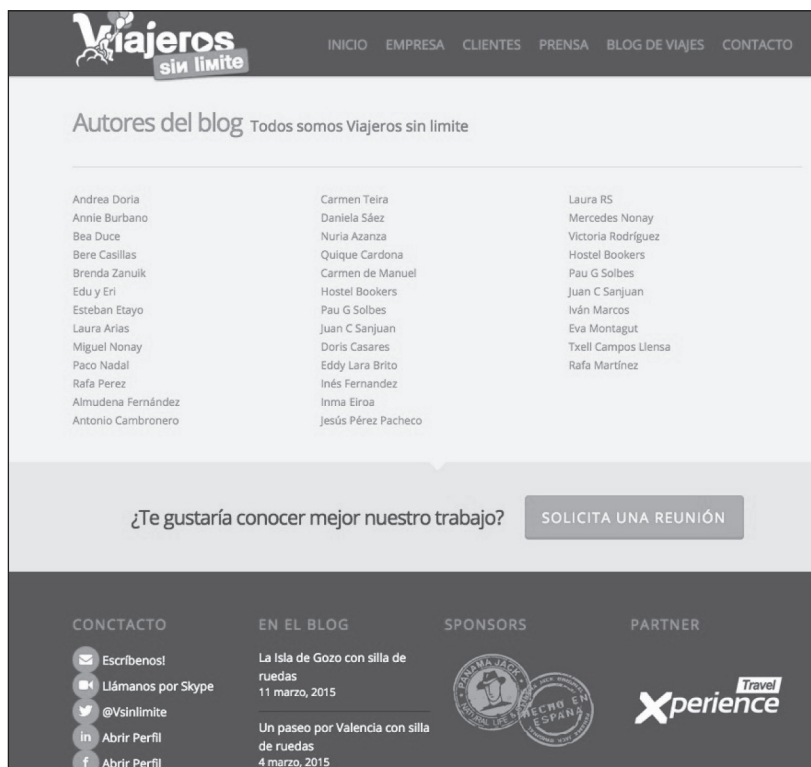 Viajeros
sin limite
INICIO EMPRESA CLIENTES PRENSA BLOG DE VIAJES CONTACTO
Autores del blog Todos somos Viajeros sin limite
Andrea Doria
Annie Burbano
Bea Duce
Bere Casillas
Brenda Zanuik
Edu y Eri
Esteban Etayo
Laura Arias
Miguel Nonay
Paco Nadal
Rafa Perez
Almudena Fernández
Antonio Cambronero
Carmen Teira
Daniela Sáez
Nuria Azanza
Quique Cardona
Carmen de Manuel
Hostel Bookers
Pau G Solbes
Juan C Sanjuan
Doris Casares
Eddy Lara Brito
Inés Fernandez
Inma Eiroa
Jesús Pérez Pacheco
Laura RS
Mercedes Nonay
Victoria Rodríguez
Hostel Bookers
Pau G Solbes
Juan C Sanjuan
Iván Marcos
Eva Montagut
Txell Campos Llensa
Rafa Martínez
¿Te gustaría conocer mejor nuestro trabajo? SOLICITA UNA REUNIÓN
CONCTACTO
Escríbenos!
Llámanos por Skype
@Vsinlimite
in Abrir Perfil
f Abrir Perfil
EN EL BLOG
La Isla de Gozo con silla de
ruedas
11 marzo, 2015
Un paseo por Valencia con silla
de ruedas
4 marzo, 2015
SPONSORS
PANAMA JACK
NATURAL LIFE &
HECHO EN
ESPAÑA
PARTNER
Travel
Xperience